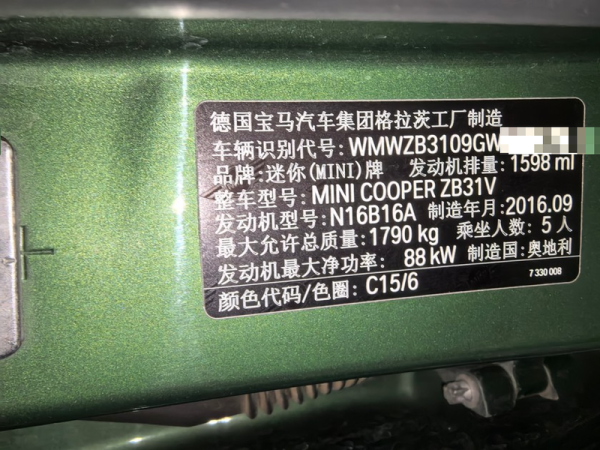 德国宝马汽车集团格拉茨工厂制造
车辆识别代号: WMWZB3109GW
品牌: 迷你(MINI)牌 发动机排量: 1598 ml
整车型号: MINI COOPER ZB31V
发动机型号: N16B16A 制造年月: 2016.09
最大允许总质量: 1790 kg 乘坐人数: 5 人
发动机最大净功率: 88 kW 制造国: 奥地利
颜色代码/色圈: C15/6 7 330 008